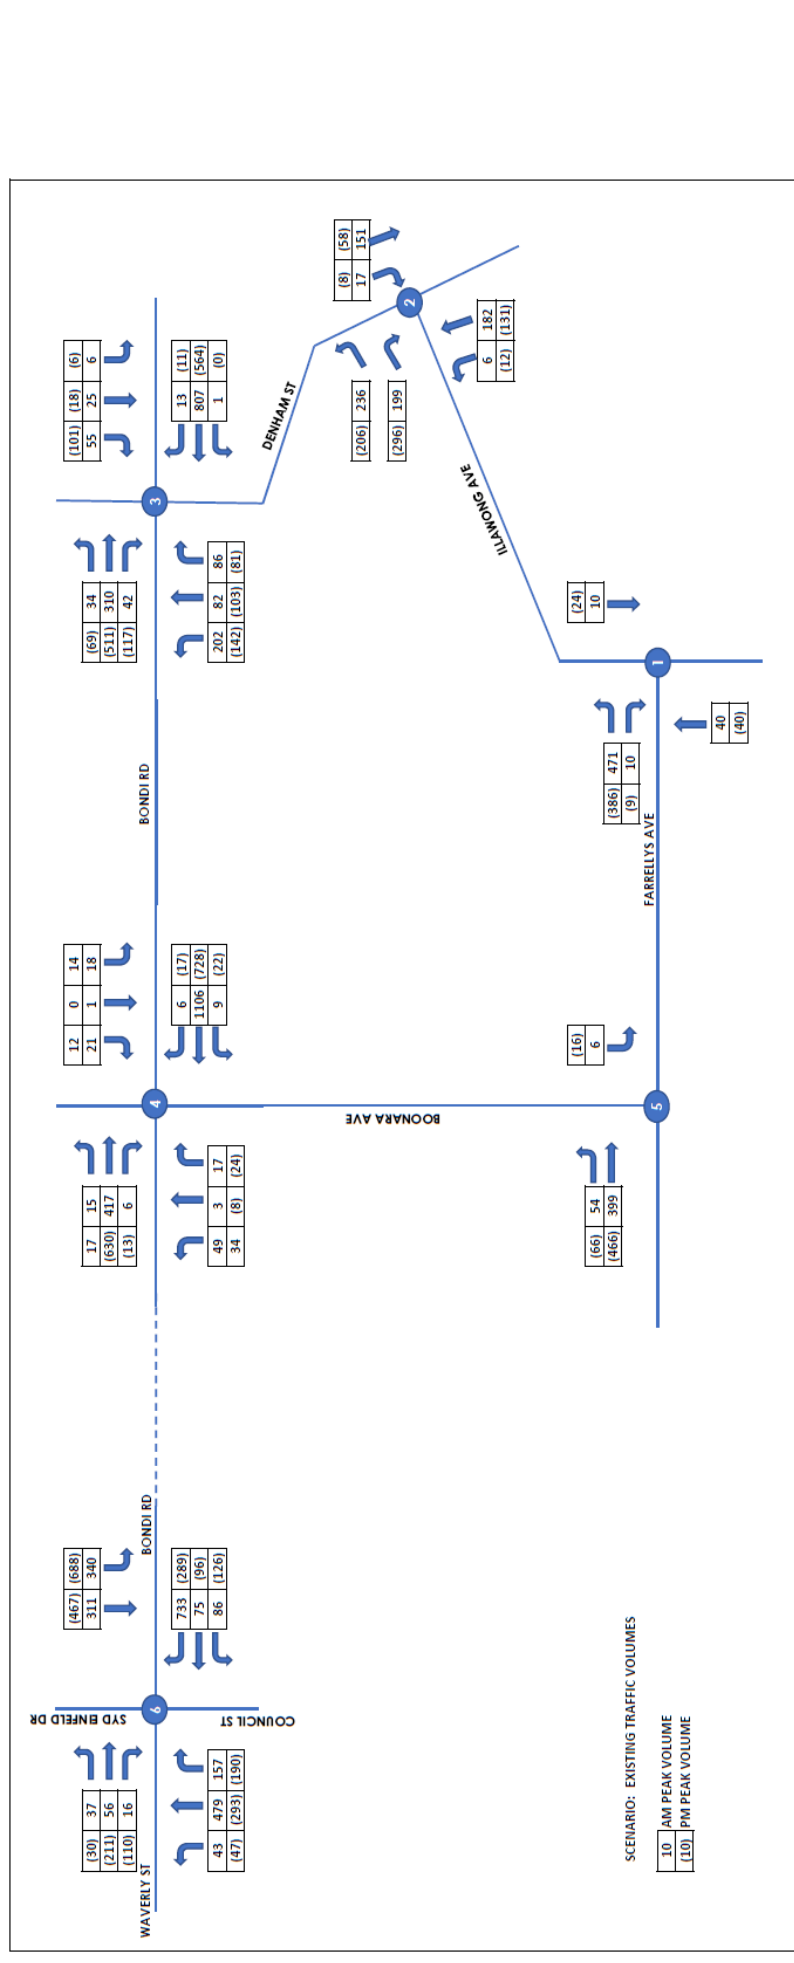 (30) 37
(211) 56
(110) 16
(467) (688)
311 340
SYD EINFELD DR
WAVERLY ST
6
BONDI RD
733 (289)
75 (96)
86 (126)
43 479 157
(47) (293) (190)
COUNCIL ST
17 15
(630) 417
(13) 6
12 0 14
21 1 18
4
6 (17)
1106 (728)
9 (22)
49 3 17
34 (8) (24)
BONDI RD
(69) 34
(511) 310
(117) 42
(101) (18) (6)
55 25 6
3
13 (11)
807 (564)
1 (0)
202 82 86
(142) (103) (81)
DENHAM ST
(8) (58)
17 151
(206) 236
(296) 199
2
6 182
(12) (131)
BOONARA AVE
ILLAWONG AVE
(66) 54
(466) 399
(16)
6
(386) 471
(9) 10
(24)
10
5
FARRELLYS AVE
1
40
(40)
SCENARIO: EXISTING TRAFFIC VOLUMES
10 AM PEAK VOLUME
(10) PM PEAK VOLUME